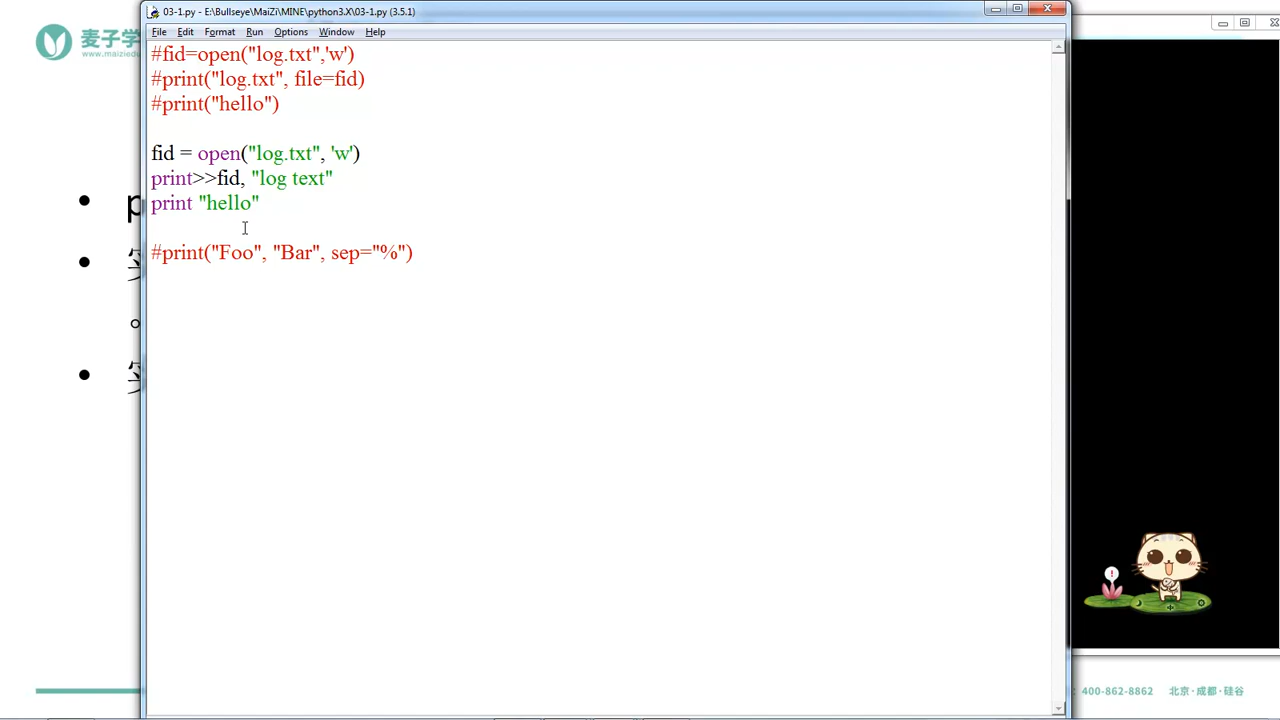 03-1.py - E:\Bullseye\MaiZi\MINE\python3.X\03-1.py (3.5.1)
File Edit Format Run Options Window Help
麦子学
www.maiziedu
#fid=open("log.txt",'w')
#print("log.txt", file=fid)
#print("hello")
fid = open("log.txt", 'w')
print>>fid, "log text"
print "hello"
#print("Foo", "Bar", sep="%")
: 400-862-8862 北京·成都·硅谷